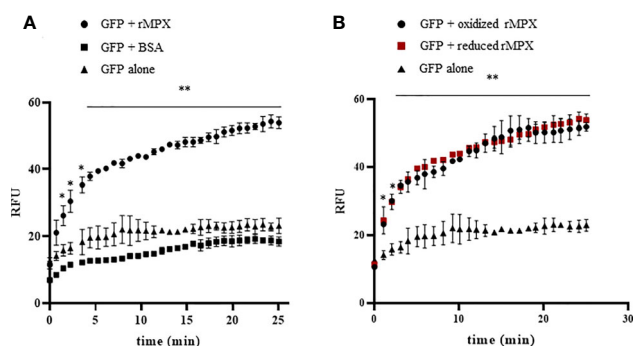 A
GFP + rMPX
GFP + BSA
GFP alone
**
60
40
20
0
RFU
* * *
0 5 10 15 20 25
time (min)
B
GFP + oxidized rMPX
GFP + reduced rMPX
GFP alone
**
60
40
20
0
RFU
* *
0 10 20 30
time (min)